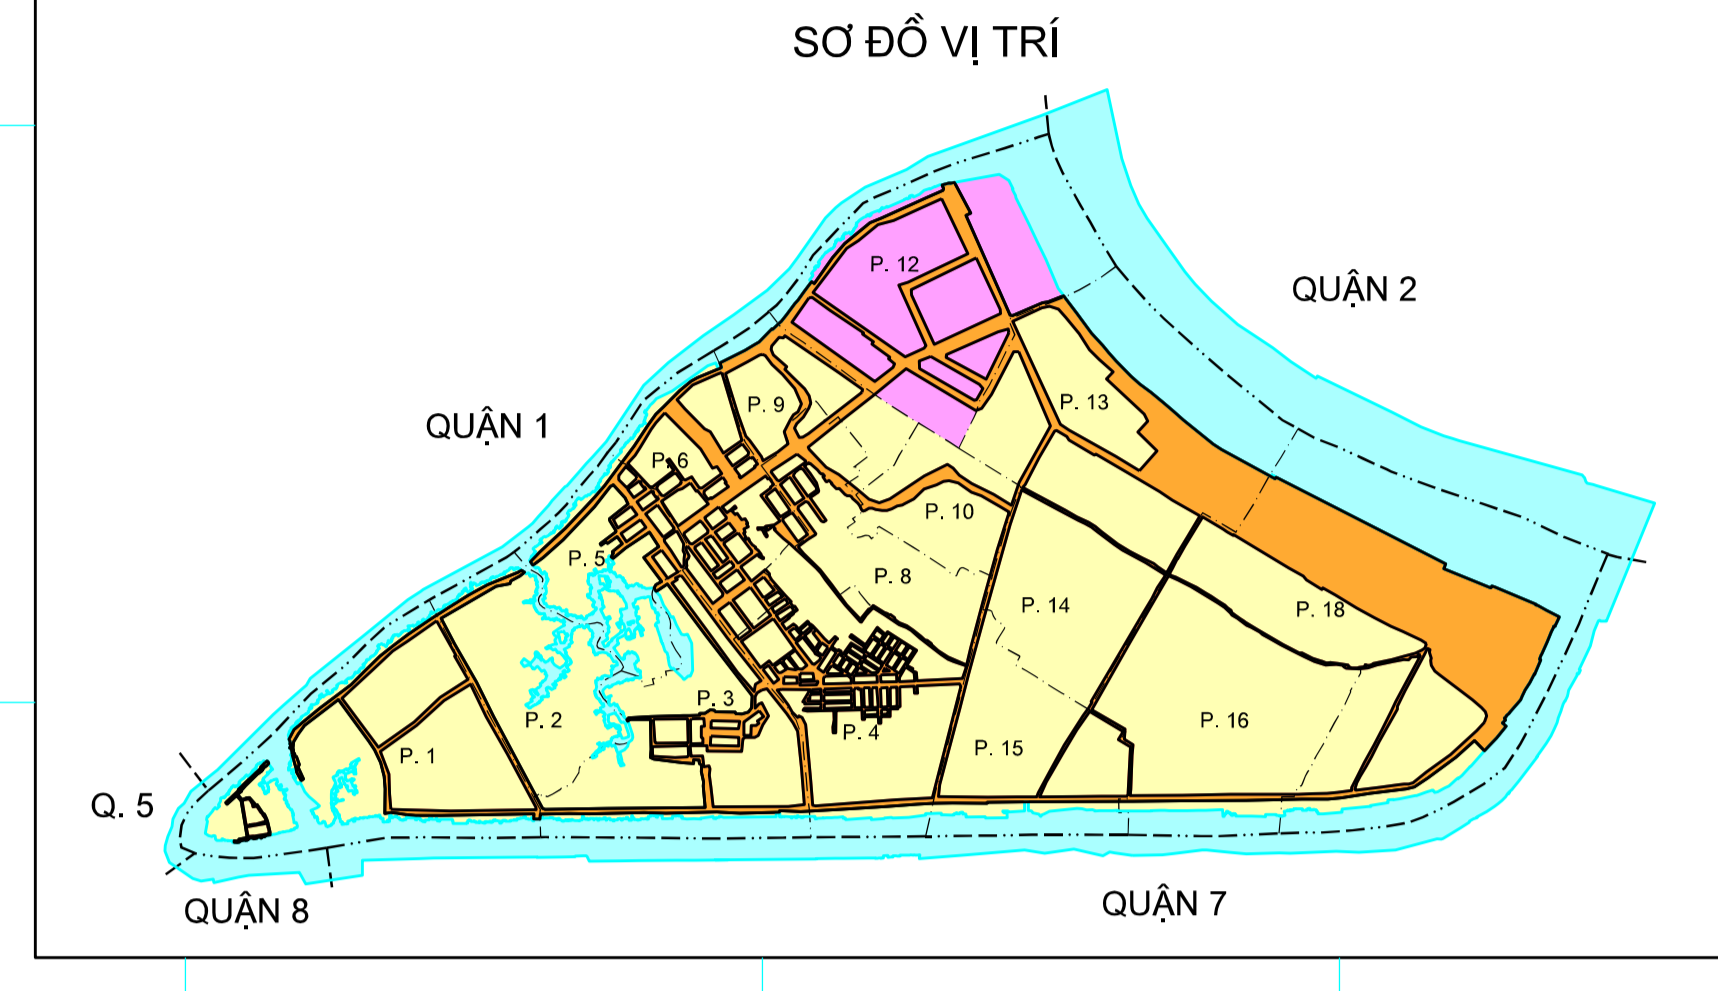 SƠ ĐỒ VỊ TRÍ
P. 12
QUẬN 2
P. 9
P. 13
QUẬN 1
P. 6
P. 10
P. 5
P. 8
P. 14
P. 18
P. 3
P. 2
P. 16
P. 4
P. 15
P. 1
Q. 5
QUẬN 8
QUẬN 7